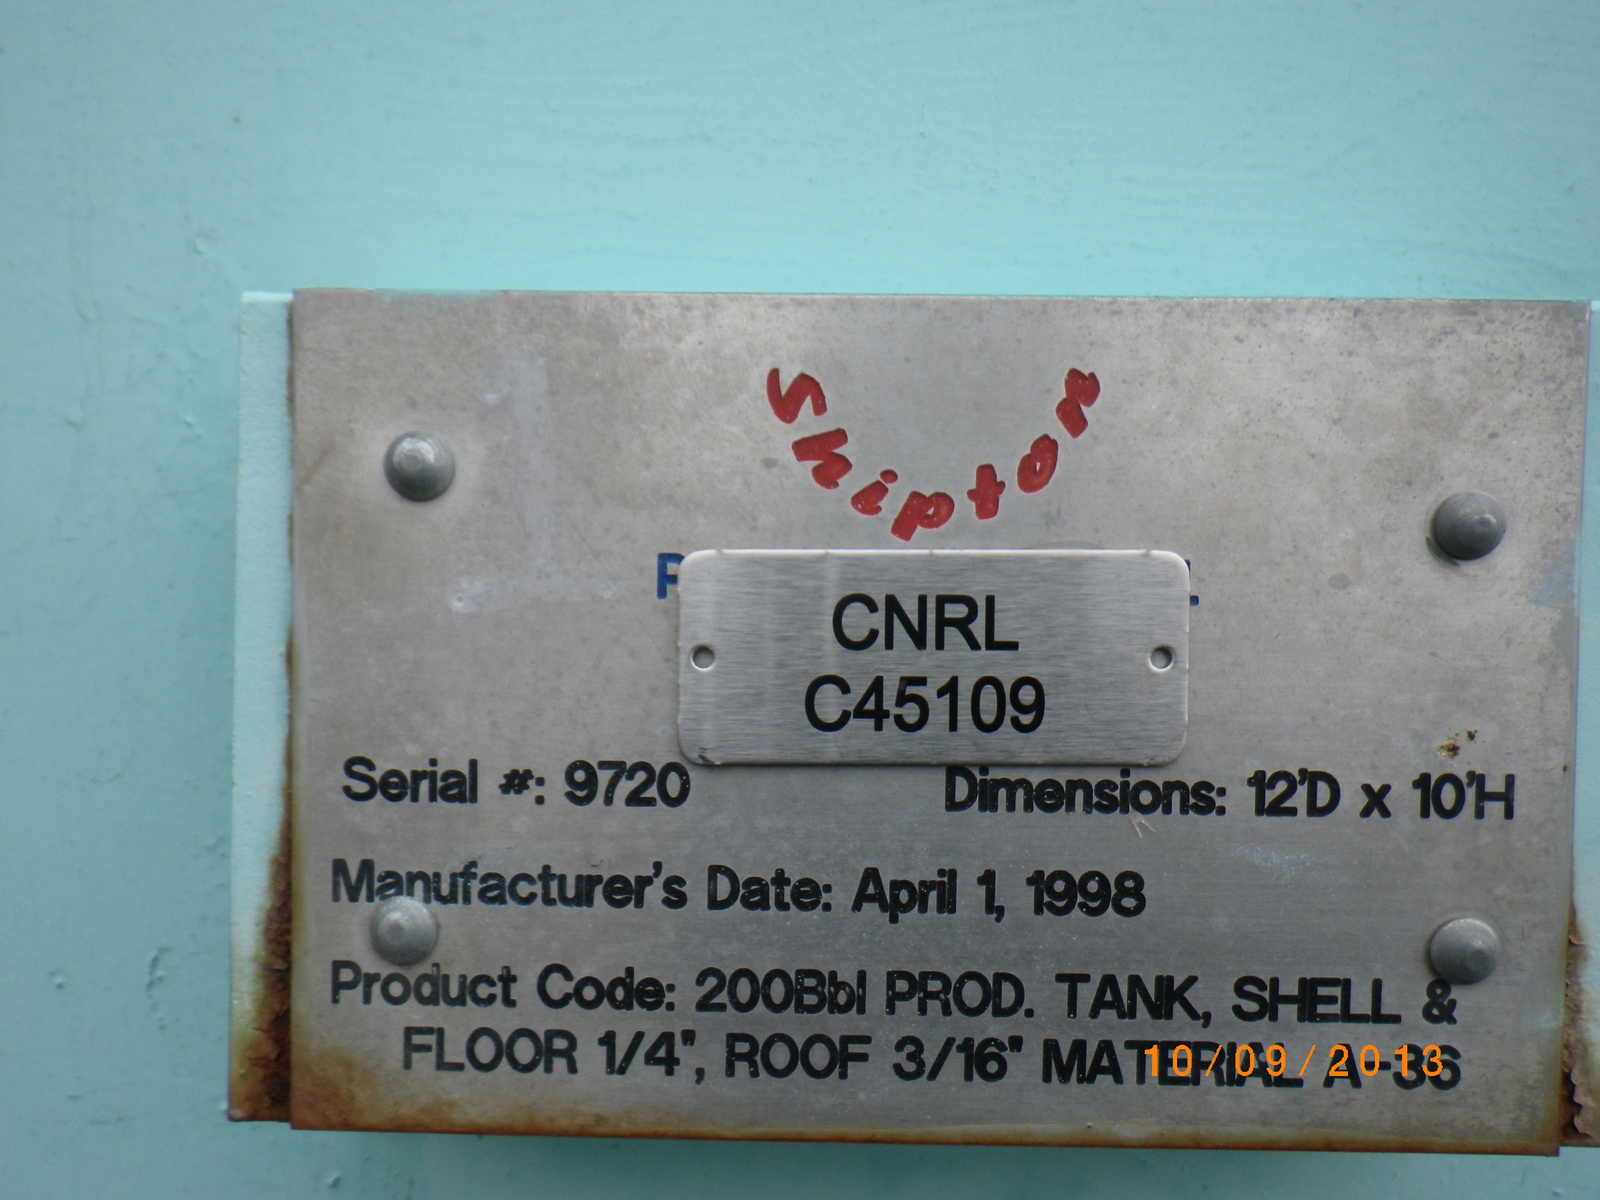 Shipton
CNRL
C45109
Serial #: 9720
Dimensions: 12'D x 10'H
Manufacturer's Date: April 1, 1998
Product Code: 200Bbl PROD. TANK, SHELL &
FLOOR 1/4", ROOF 3/16" MATERIAL A-36
10/09/2013